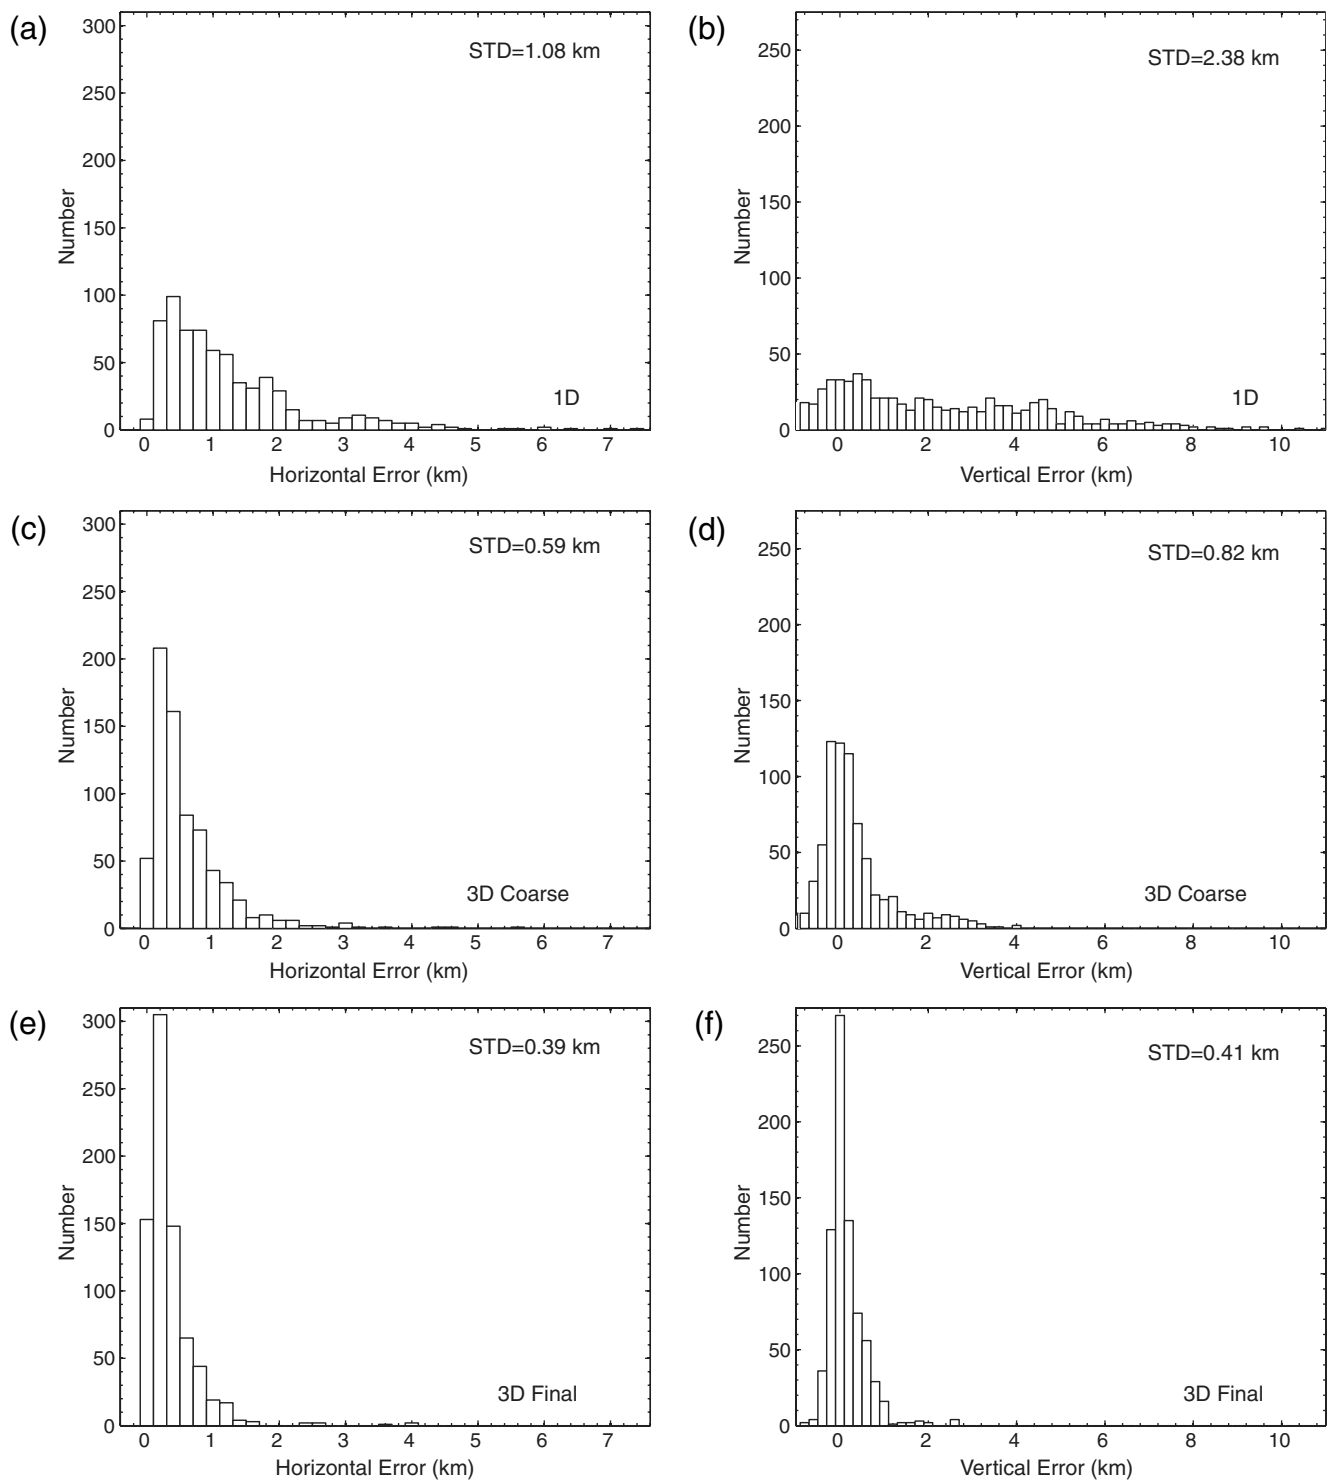 (a)
300
250
200
150
100
50
0
Number
STD=1.08 km
1D
0 1 2 3 4 5 6 7
Horizontal Error (km)
(b)
250
200
150
100
50
0
Number
STD=2.38 km
1D
0 2 4 6 8 10
Vertical Error (km)
(c)
300
250
200
150
100
50
0
Number
STD=0.59 km
3D Coarse
0 1 2 3 4 5 6 7
Horizontal Error (km)
(d)
250
200
150
100
50
0
Number
STD=0.82 km
3D Coarse
0 2 4 6 8 10
Vertical Error (km)
(e)
300
250
200
150
100
50
0
Number
STD=0.39 km
3D Final
0 1 2 3 4 5 6 7
Horizontal Error (km)
(f)
250
200
150
100
50
0
Number
STD=0.41 km
3D Final
0 2 4 6 8 10
Vertical Error (km)